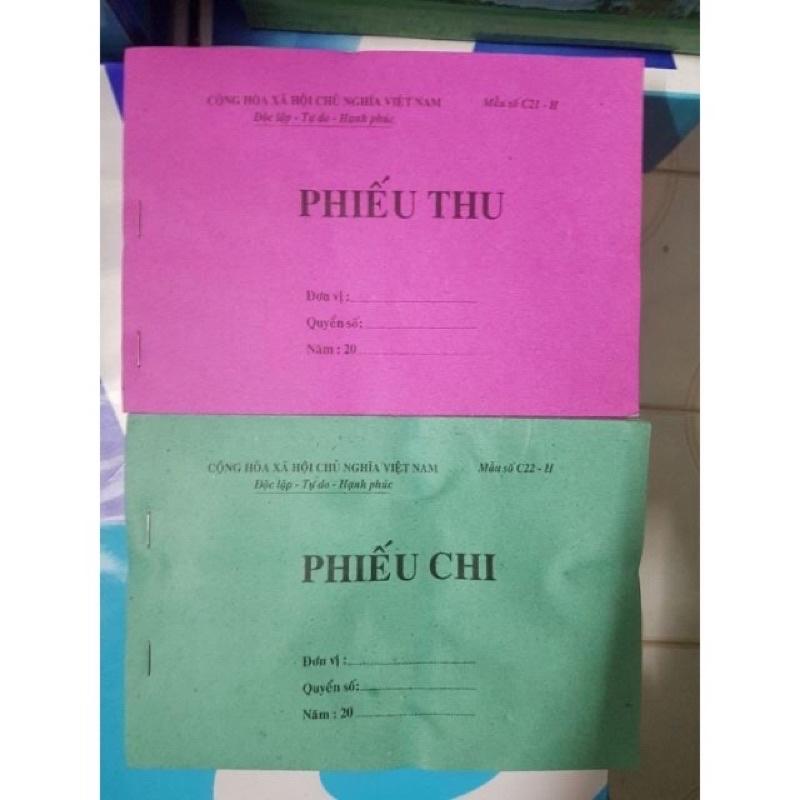 CỘNG HÒA XÃ HỘI CHỦ NGHĨA VIỆT NAM
Mẫu số C21 - H
Độc lập - Tự do - Hạnh phúc
PHIẾU THU
Đơn vị :
Quyển số:
Năm : 20
CỘNG HÒA XÃ HỘI CHỦ NGHĨA VIỆT NAM
Mẫu số C22 - H
Độc lập - Tự do - Hạnh phúc
PHIẾU CHI
Đơn vị :
Quyển số:
Năm : 20